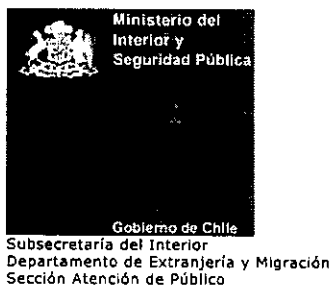 Ministerio del
Interior y
Seguridad Pública
Gobierno de Chile
Subsecretaría del Interior
Departamento de Extranjería y Migración
Sección Atención de Público